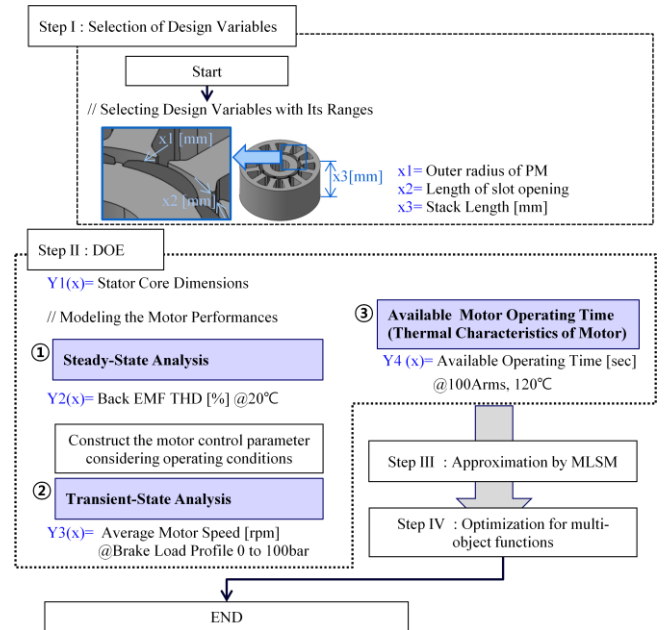 Step I : Selection of Design Variables
Start
// Selecting Design Variables with Its Ranges
x1 [mm]
x2 [mm]
x3[mm]
x1= Outer radius of PM
x2= Length of slot opening
x3= Stack Length [mm]
Step II : DOE
Y1(x)= Stator Core Dimensions
// Modeling the Motor Performances
① Steady-State Analysis
Y2(x)= Back EMF THD [%] @20℃
Construct the motor control parameter
considering operating conditions
② Transient-State Analysis
Y3(x)= Average Motor Speed [rpm]
@Brake Load Profile 0 to 100bar
③ Available Motor Operating Time
(Thermal Characteristics of Motor)
Y4 (x)= Available Operating Time [sec]
@100Arms, 120℃
Step III : Approximation by MLSM
Step IV : Optimization for multi-
object functions
END